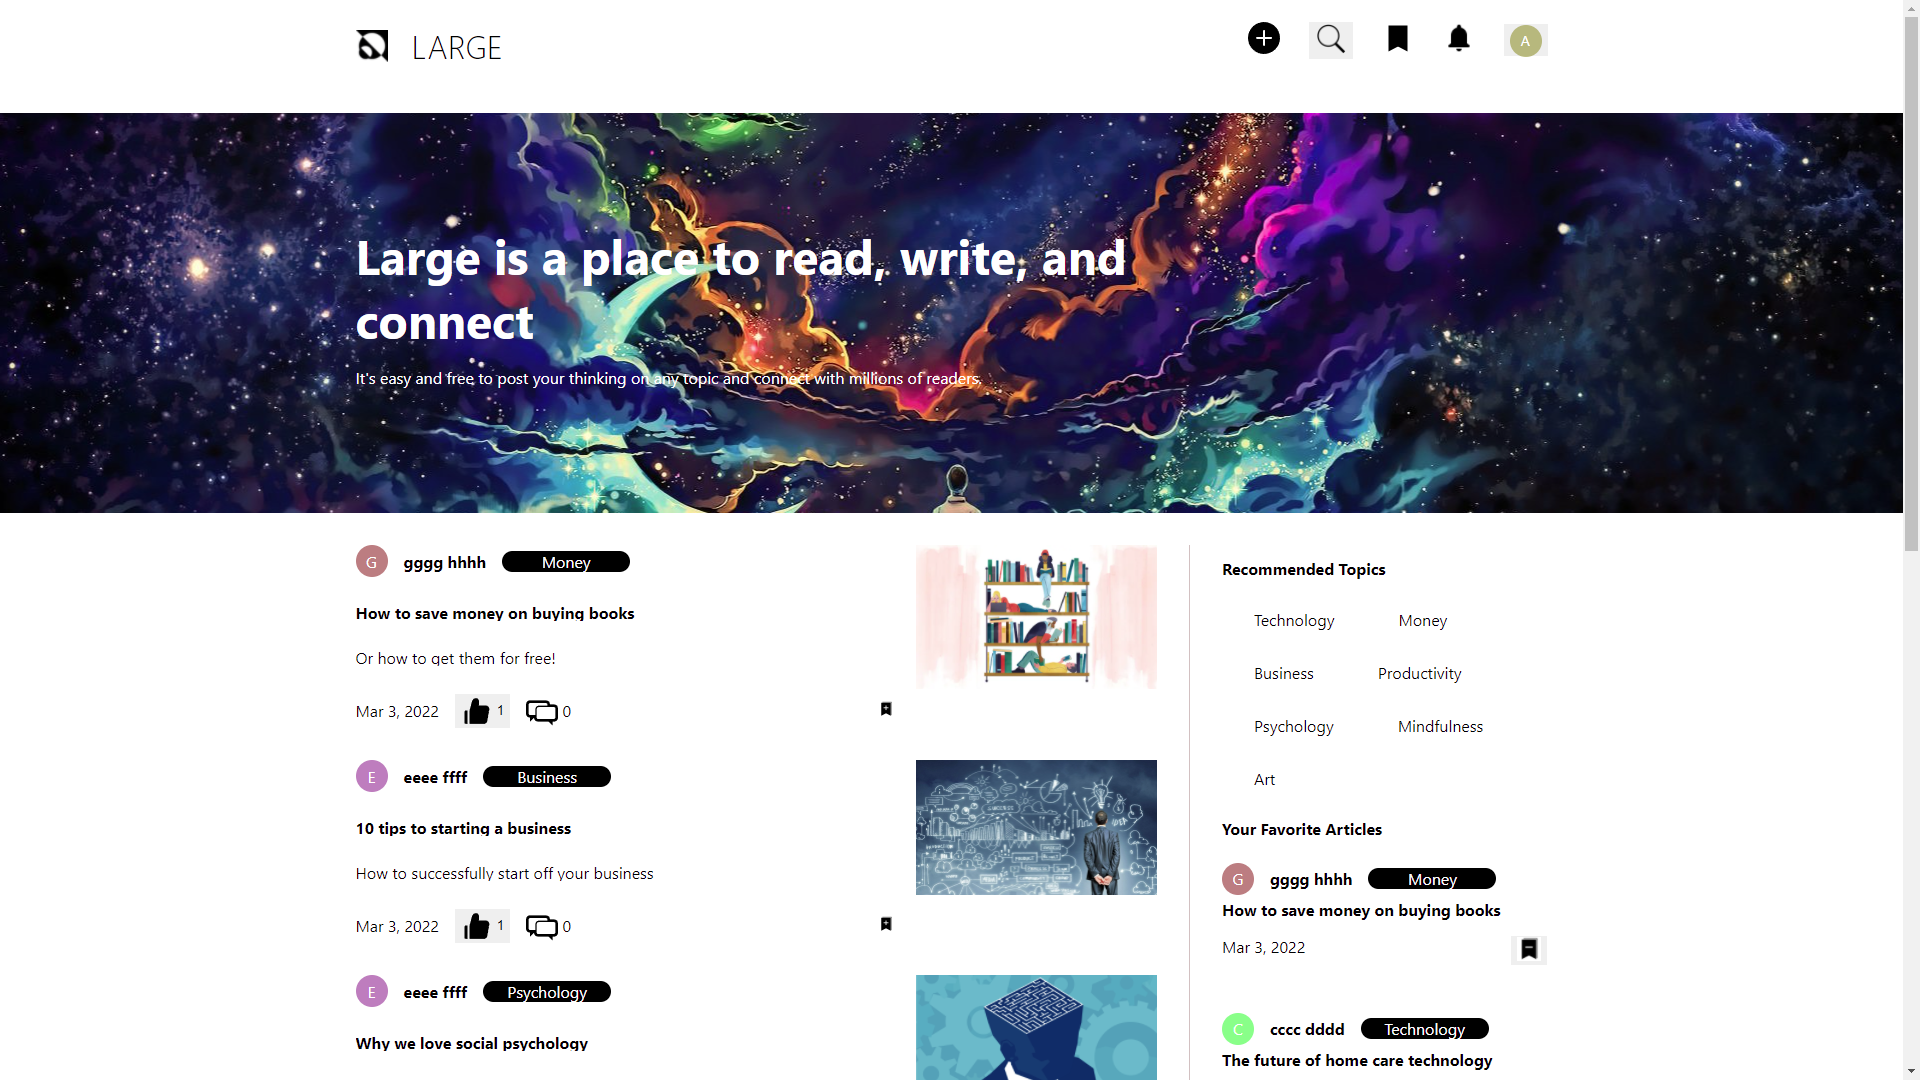 LARGE
A
Large is a place to read, write, and
connect
It's easy and free to post your thinking on any topic and connect with millions of readers.
G gggg hhhh Money
How to save money on buying books
Or how to get them for free!
Mar 3, 2022 1 0
E eeee ffff Business
10 tips to starting a business
How to successfully start off your business
Mar 3, 2022 1 0
E eeee ffff Psychology
Why we love social psychology
Recommended Topics
Technology Money
Business Productivity
Psychology Mindfulness
Art
Your Favorite Articles
G gggg hhhh Money
How to save money on buying books
Mar 3, 2022
C cccc dddd Technology
The future of home care technology